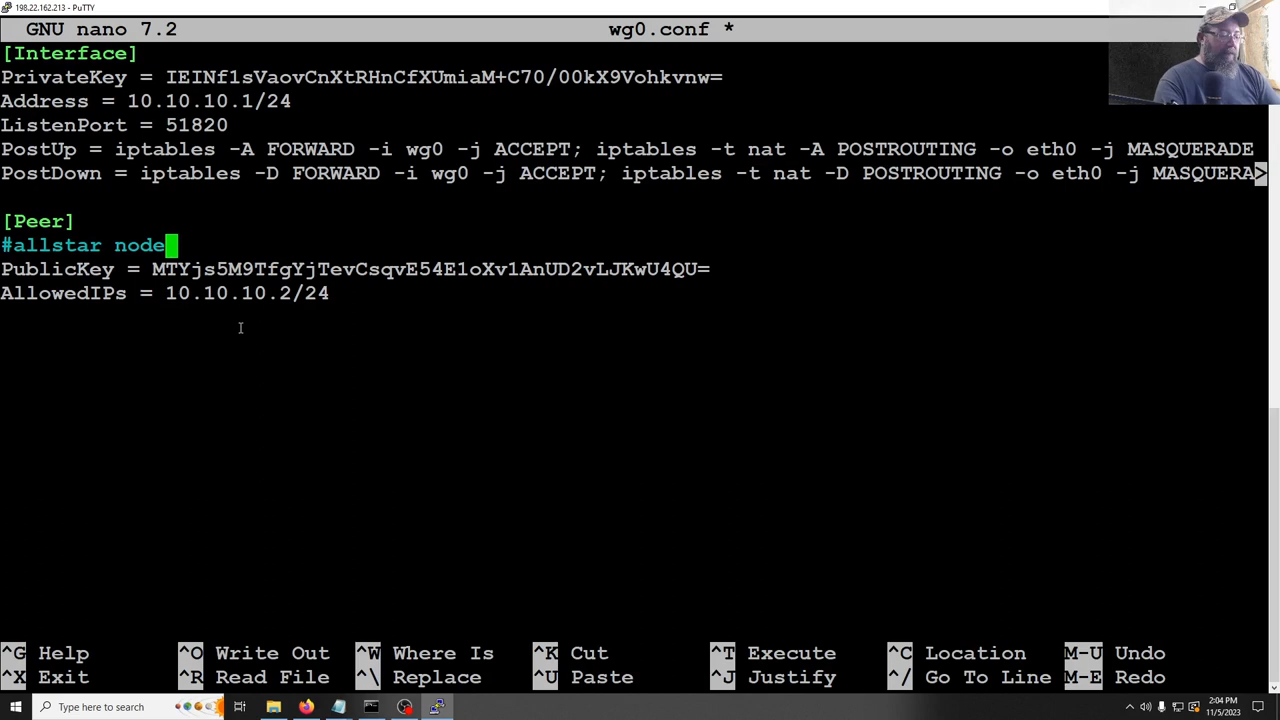 198.22.162.213 - PuTTY
GNU nano 7.2 wg0.conf *
[Interface]
PrivateKey = IEINf1sVaovCnXtRHnCfXUmiaM+C70/00kX9Vohkvnw=
Address = 10.10.10.1/24
ListenPort = 51820
PostUp = iptables -A FORWARD -i wg0 -j ACCEPT; iptables -t nat -A POSTROUTING -o eth0 -j MASQUERADE
PostDown = iptables -D FORWARD -i wg0 -j ACCEPT; iptables -t nat -D POSTROUTING -o eth0 -j MASQUERA>
[Peer]
#allstar node
PublicKey = MTYjs5M9TfgYjTevCsqvE54E1oXv1AnUD2vLJKwU4QU=
AllowedIPs = 10.10.10.2/24
^G Help ^O Write Out ^W Where Is ^K Cut ^T Execute ^C Location M-U Undo
^X Exit ^R Read File ^\ Replace ^U Paste ^J Justify ^/ Go To Line M-E Redo
Type here to search
2:04 PM
11/5/2023